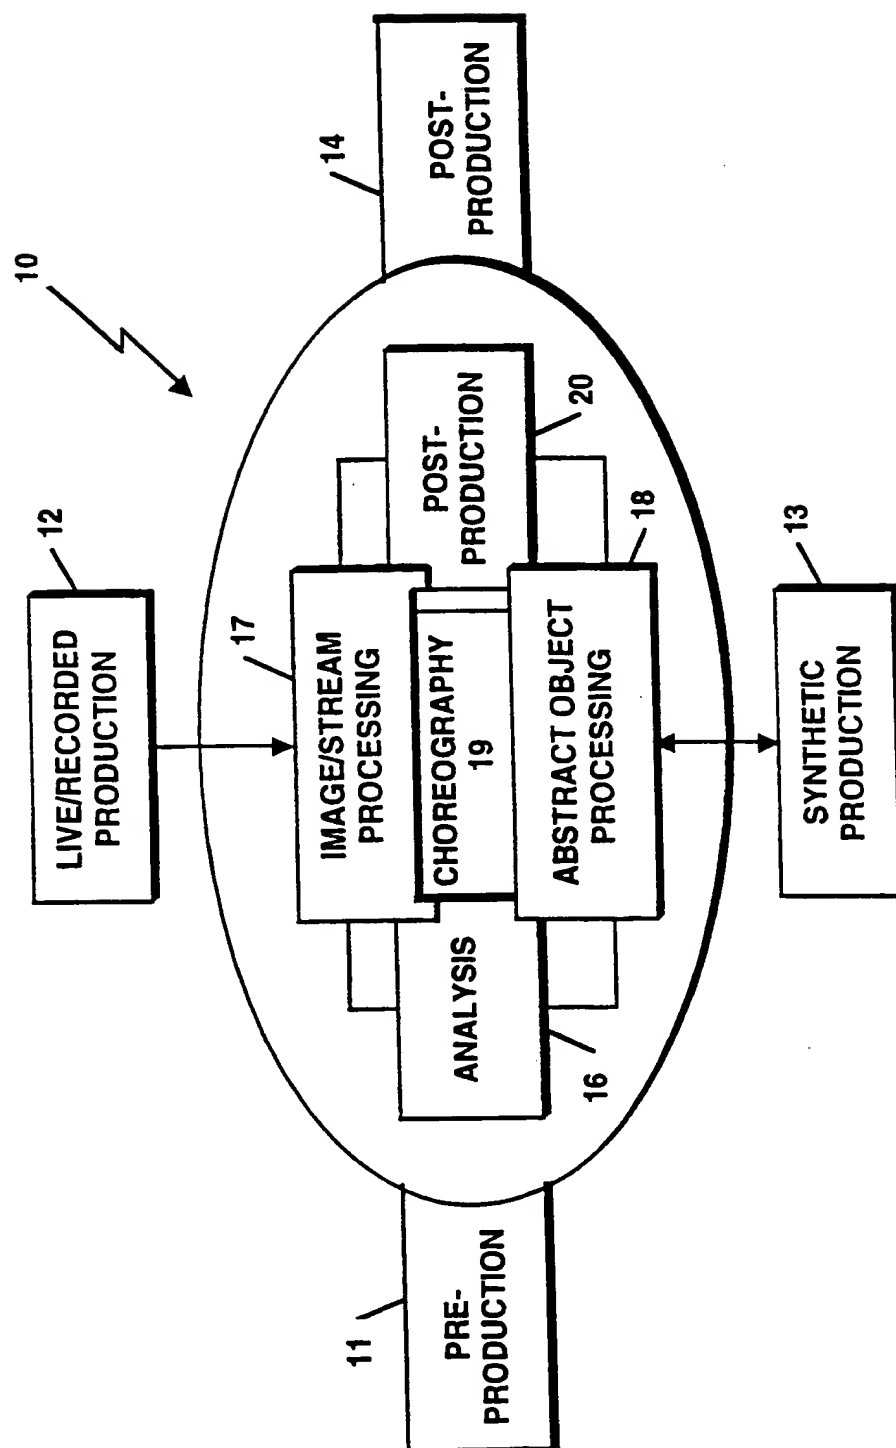 10
12
LIVE/RECORDED
PRODUCTION
14
POST-
PRODUCTION
17
IMAGE/STREAM
PROCESSING
11
PRE-
PRODUCTION
ANALYSIS
16
CHOREOGRAPHY
19
POST-
PRODUCTION
20
ABSTRACT OBJECT
PROCESSING
18
SYNTHETIC
PRODUCTION
13